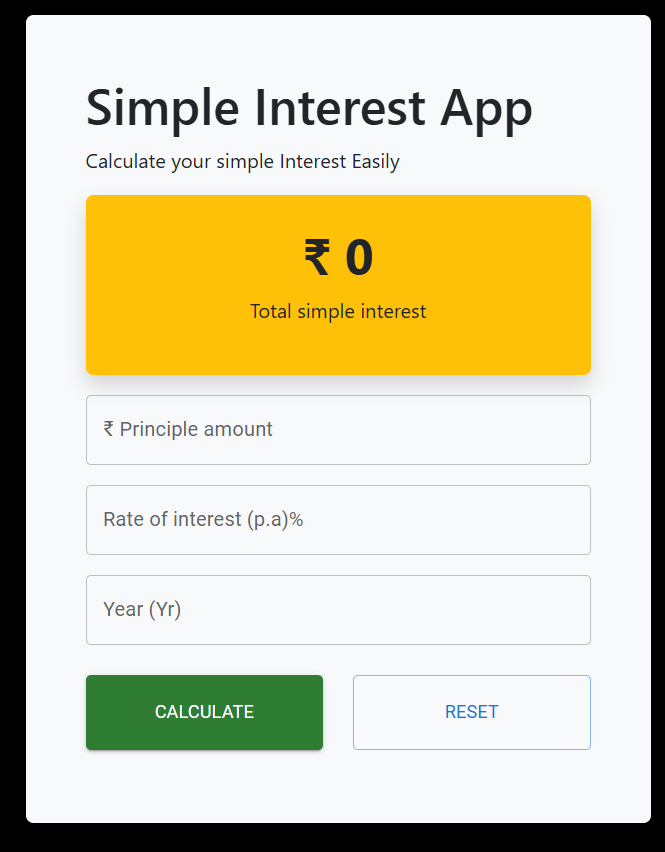 Simple Interest App
Calculate your simple Interest Easily
₹ 0
Total simple interest
₹ Principle amount
Rate of interest (p.a)%
Year (Yr)
CALCULATE
RESET